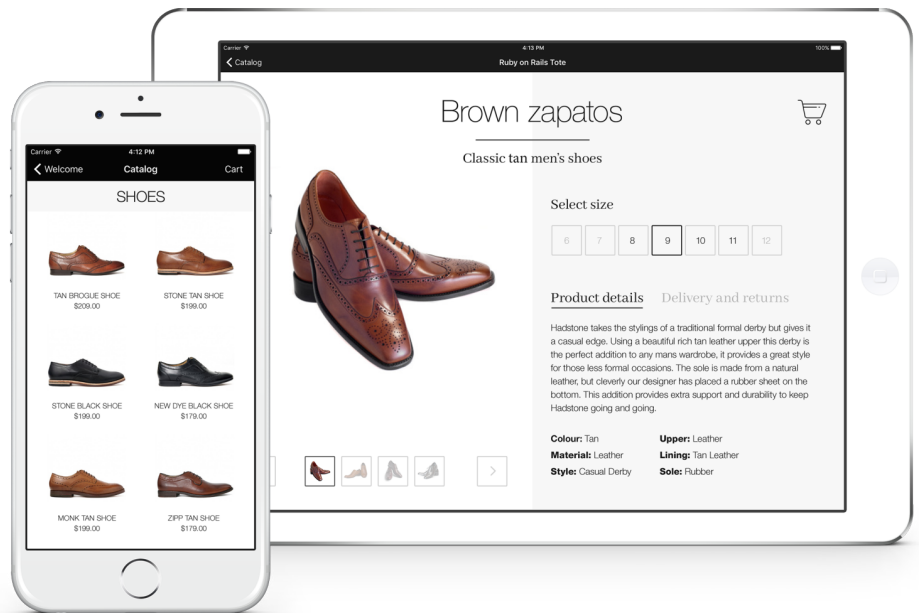 Carrier 4:12 PM
Welcome Catalog Cart
SHOES
TAN BROGUE SHOE
$209.00
STONE TAN SHOE
$199.00
STONE BLACK SHOE
$199.00
NEW DYE BLACK SHOE
$179.00
MONK TAN SHOE
$199.00
ZIPP TAN SHOE
$179.00
Carrier 4:13 PM 100%
Catalog Ruby on Rails Tote
Brown zapatos
Classic tan men's shoes
Select size
6 7 8 9 10 11 12
Product details Delivery and returns
Hadstone takes the stylings of a traditional formal derby but gives it
a casual edge. Using a beautiful rich tan leather upper this derby is
the perfect addition to any mans wardrobe, it provides a great style
for those less formal occasions. The sole is made from a natural
leather, but cleverly our designer has placed a rubber sheet on the
bottom. This addition provides extra support and durability to keep
Hadstone going and going.
Colour: Tan Upper: Leather
Material: Leather Lining: Tan Leather
Style: Casual Derby Sole: Rubber